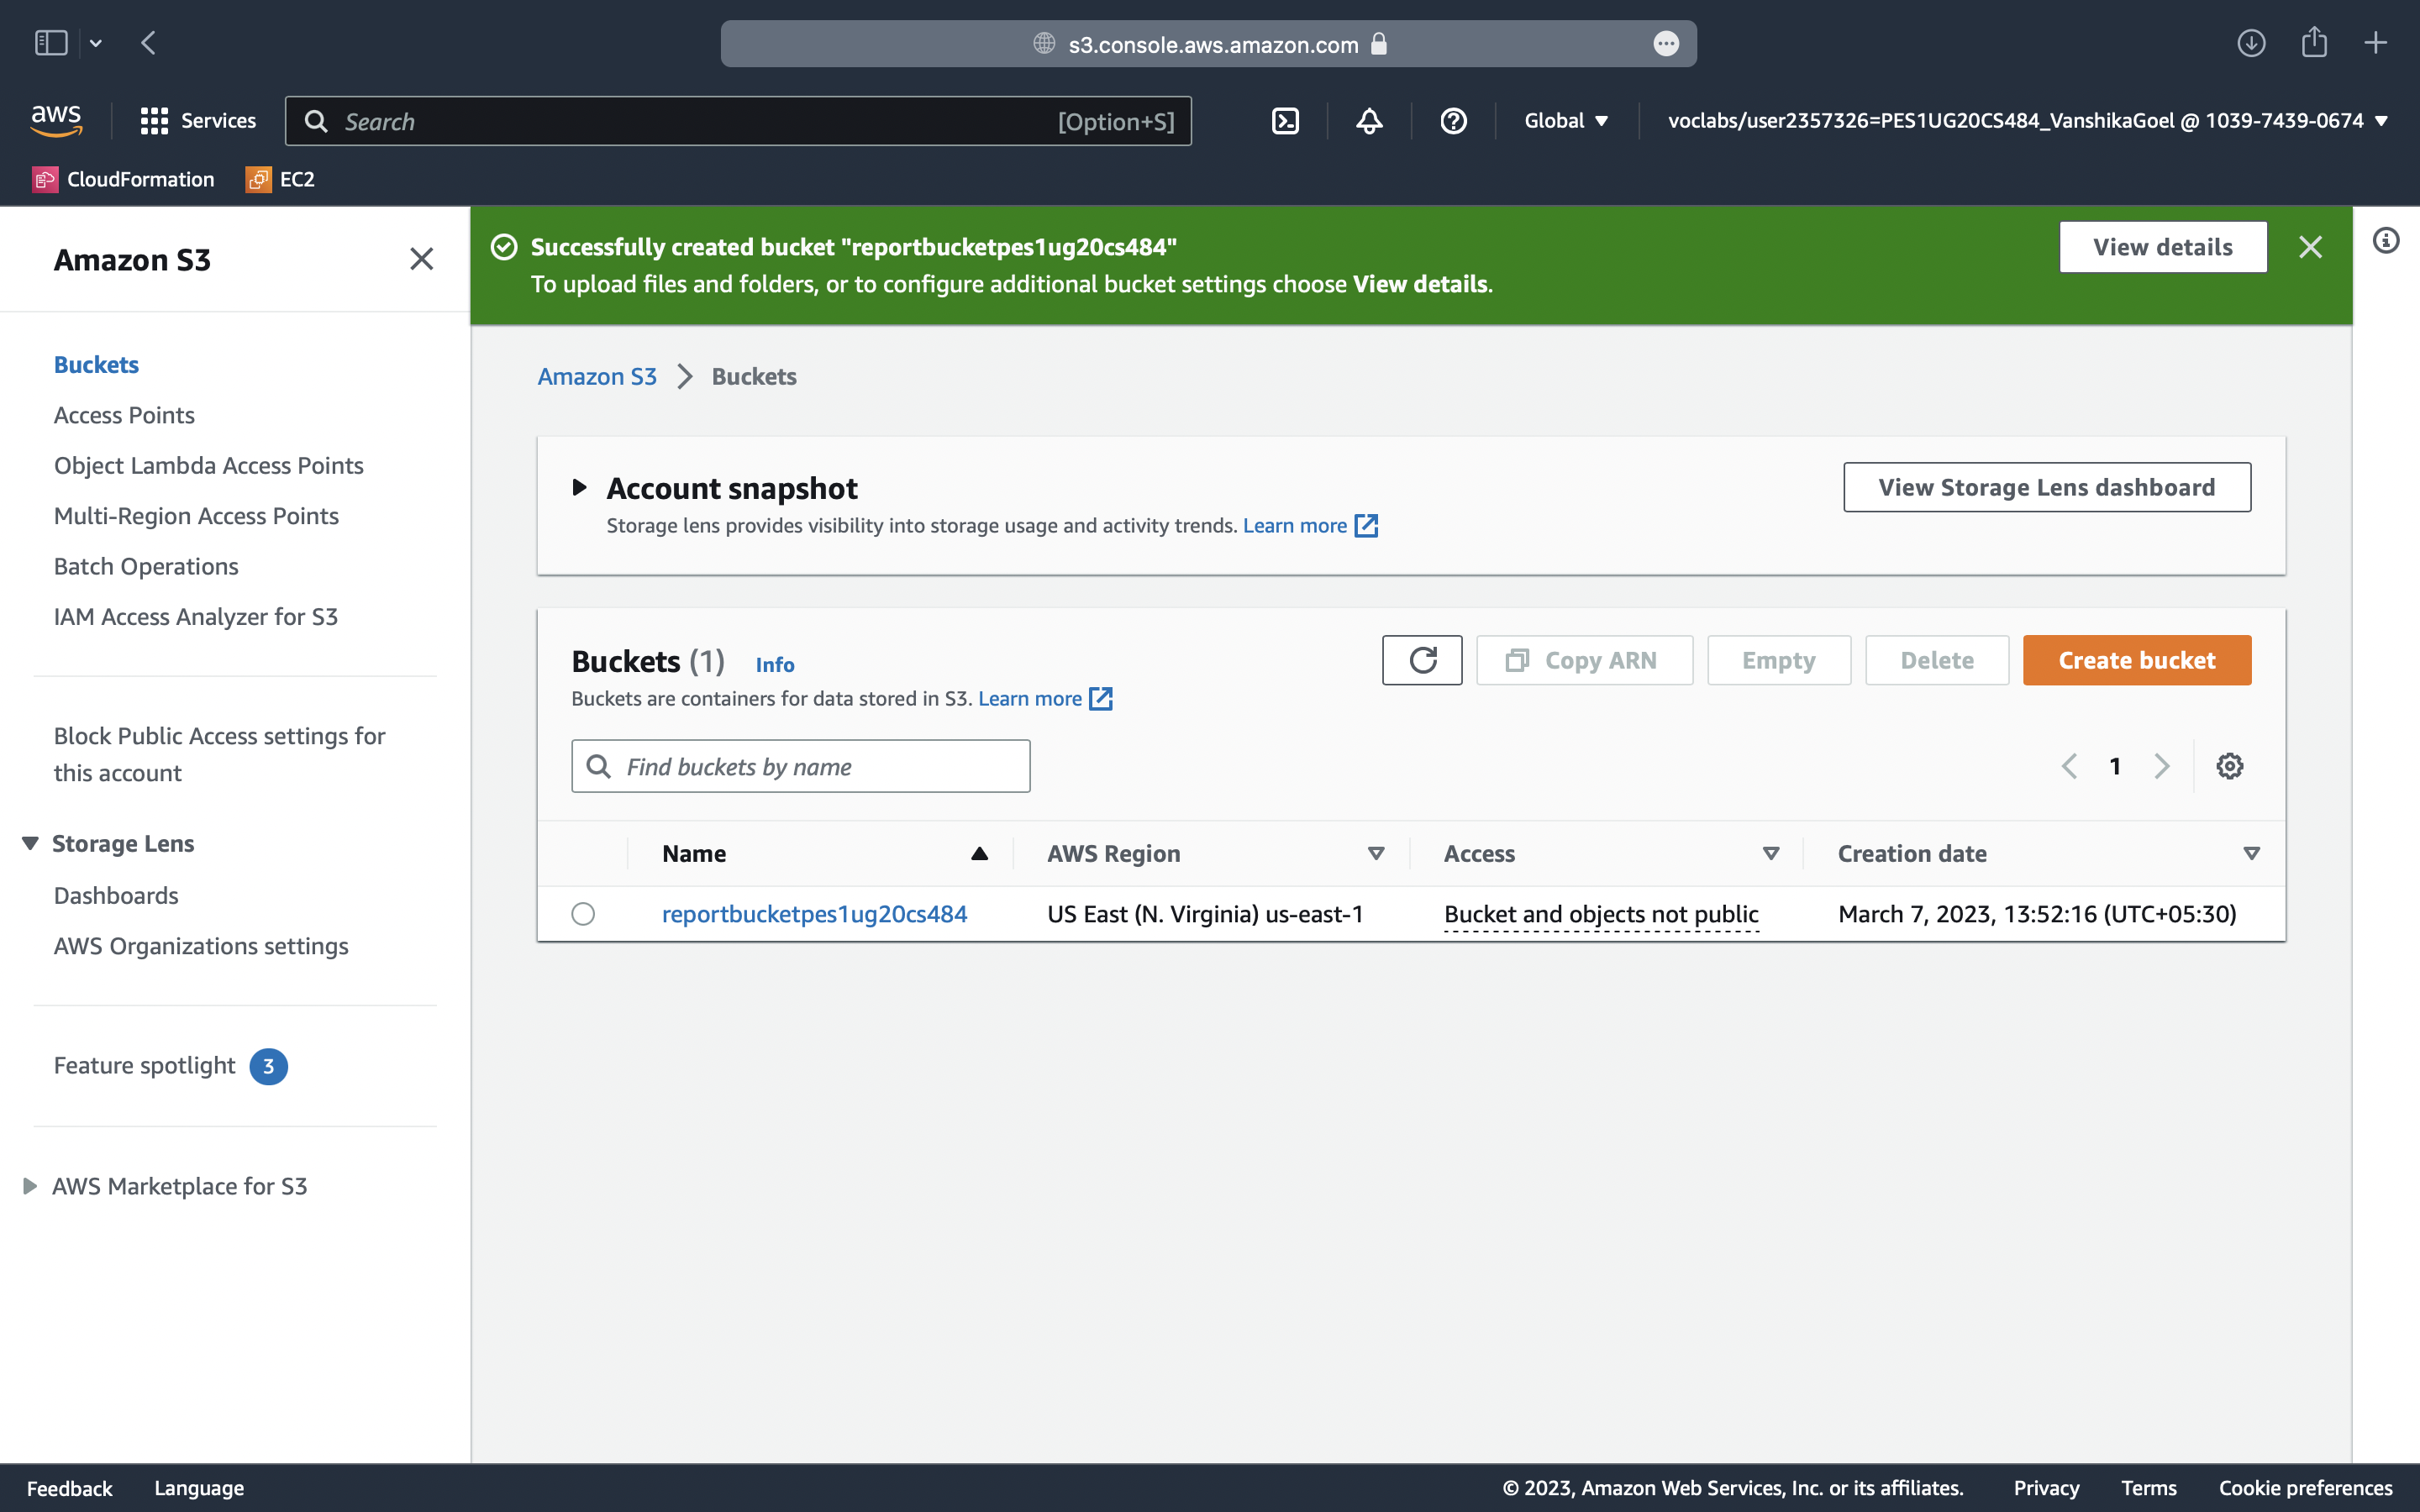 s3.console.aws.amazon.com
aws
Services
Search
[Option+S]
Global
voclabs/user2357326=PES1UG20CS484_VanshikaGoel @ 1039-7439-0674
CloudFormation
EC2
Amazon S3
Buckets
Access Points
Object Lambda Access Points
Multi-Region Access Points
Batch Operations
IAM Access Analyzer for S3
Block Public Access settings for
this account
Storage Lens
Dashboards
AWS Organizations settings
Feature spotlight 3
AWS Marketplace for S3
Successfully created bucket "reportbucketpes1ug20cs484"
To upload files and folders, or to configure additional bucket settings choose View details.
View details
Amazon S3
Buckets
Account snapshot
Storage lens provides visibility into storage usage and activity trends. Learn more
View Storage Lens dashboard
Buckets (1) Info
Buckets are containers for data stored in S3. Learn more
Copy ARN
Empty
Delete
Create bucket
Find buckets by name
1
Name
AWS Region
Access
Creation date
reportbucketpes1ug20cs484
US East (N. Virginia) us-east-1
Bucket and objects not public
March 7, 2023, 13:52:16 (UTC+05:30)
Feedback
Language
© 2023, Amazon Web Services, Inc. or its affiliates.
Privacy
Terms
Cookie preferences